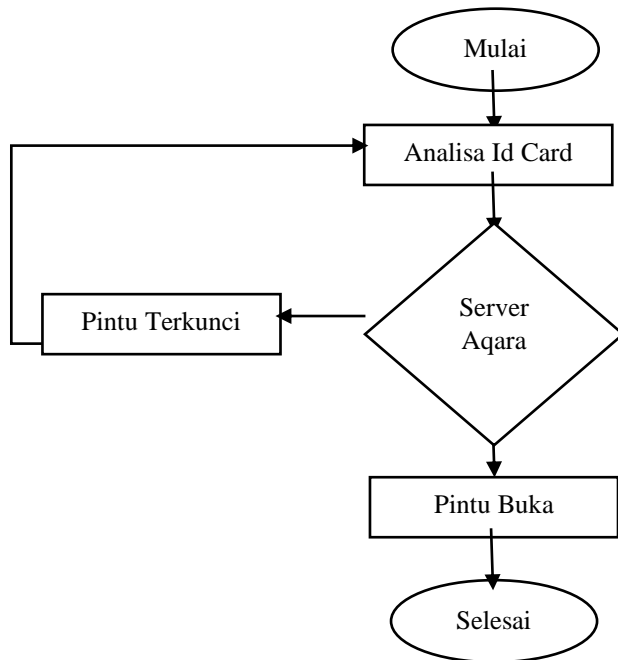 Mulai
Analisa Id Card
Server
Aqara
Pintu Terkunci
Pintu Buka
Selesai